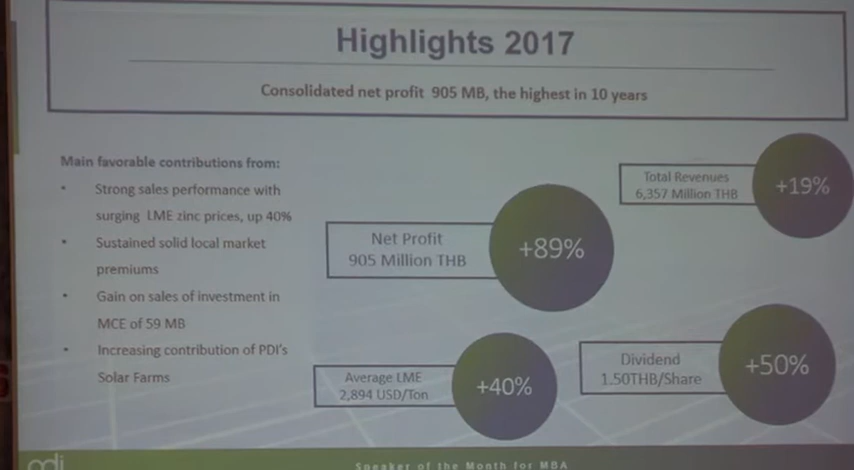 Highlights 2017
Consolidated net profit 905 MB, the highest in 10 years
Main favorable contributions from:
• Strong sales performance with
surging LME zinc prices, up 40%
• Sustained solid local market
premiums
• Gain on sales of investment in
MCE of 59 MB
• Increasing contribution of PDI's
Solar Farms
Total Revenues
6,357 Million THB
+19%
Net Profit
905 Million THB
+89%
Average LME
2,894 USD/Ton
+40%
Dividend
1.50THB/Share
+50%
pdi
Speaker of the Month for MBA